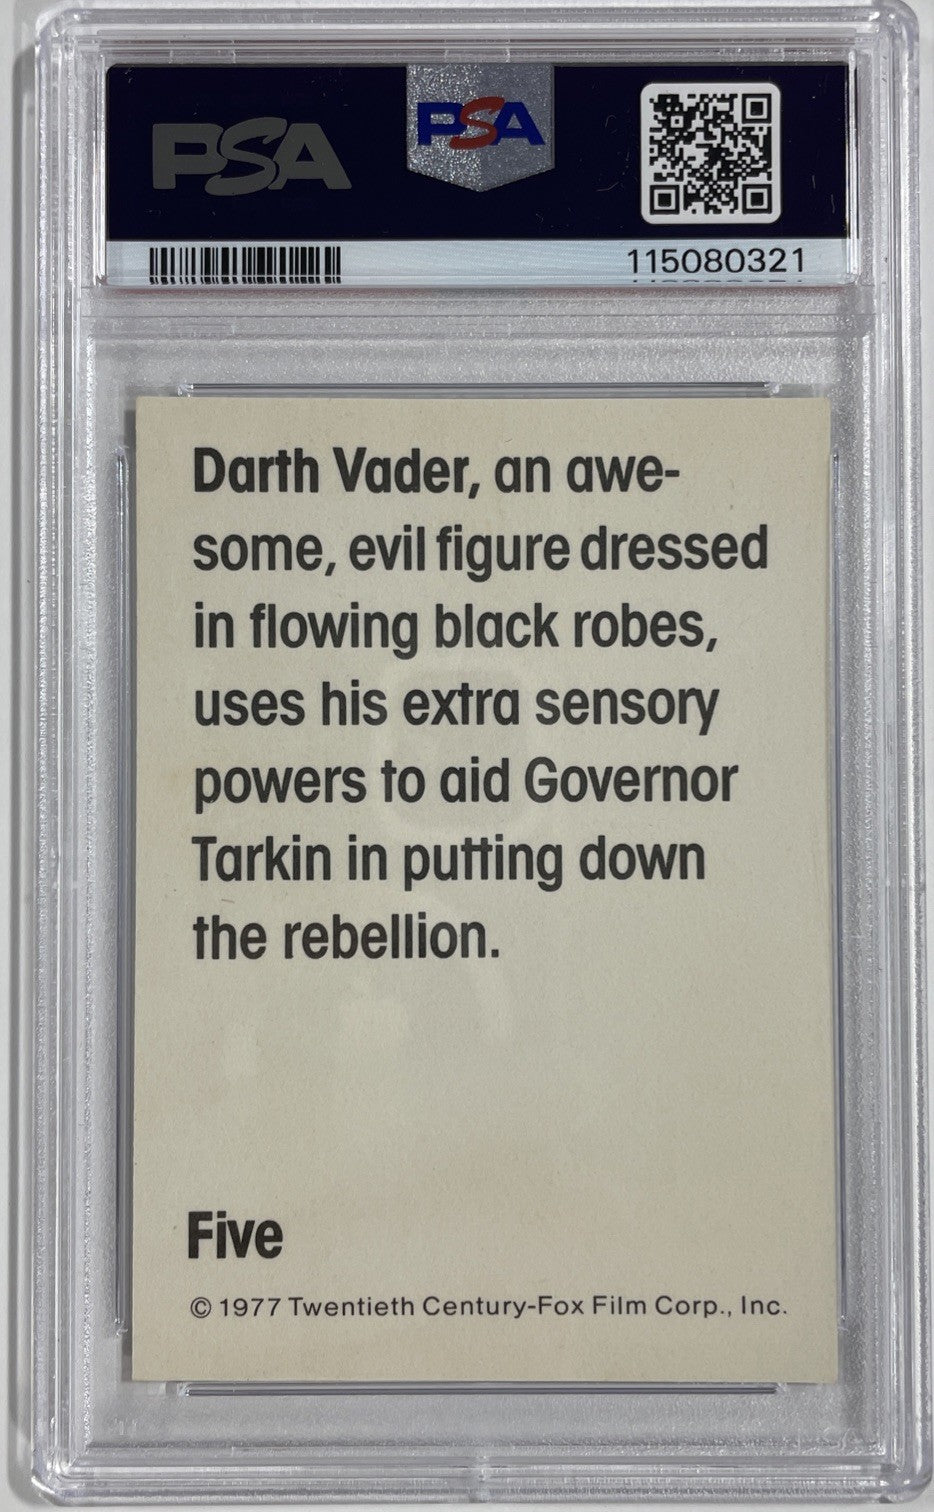 PSA
PSA
115080321
Darth Vader, an awe-
some, evil figure dressed
in flowing black robes,
uses his extra sensory
powers to aid Governor
Tarkin in putting down
the rebellion.
Five
© 1977 Twentieth Century-Fox Film Corp., Inc.